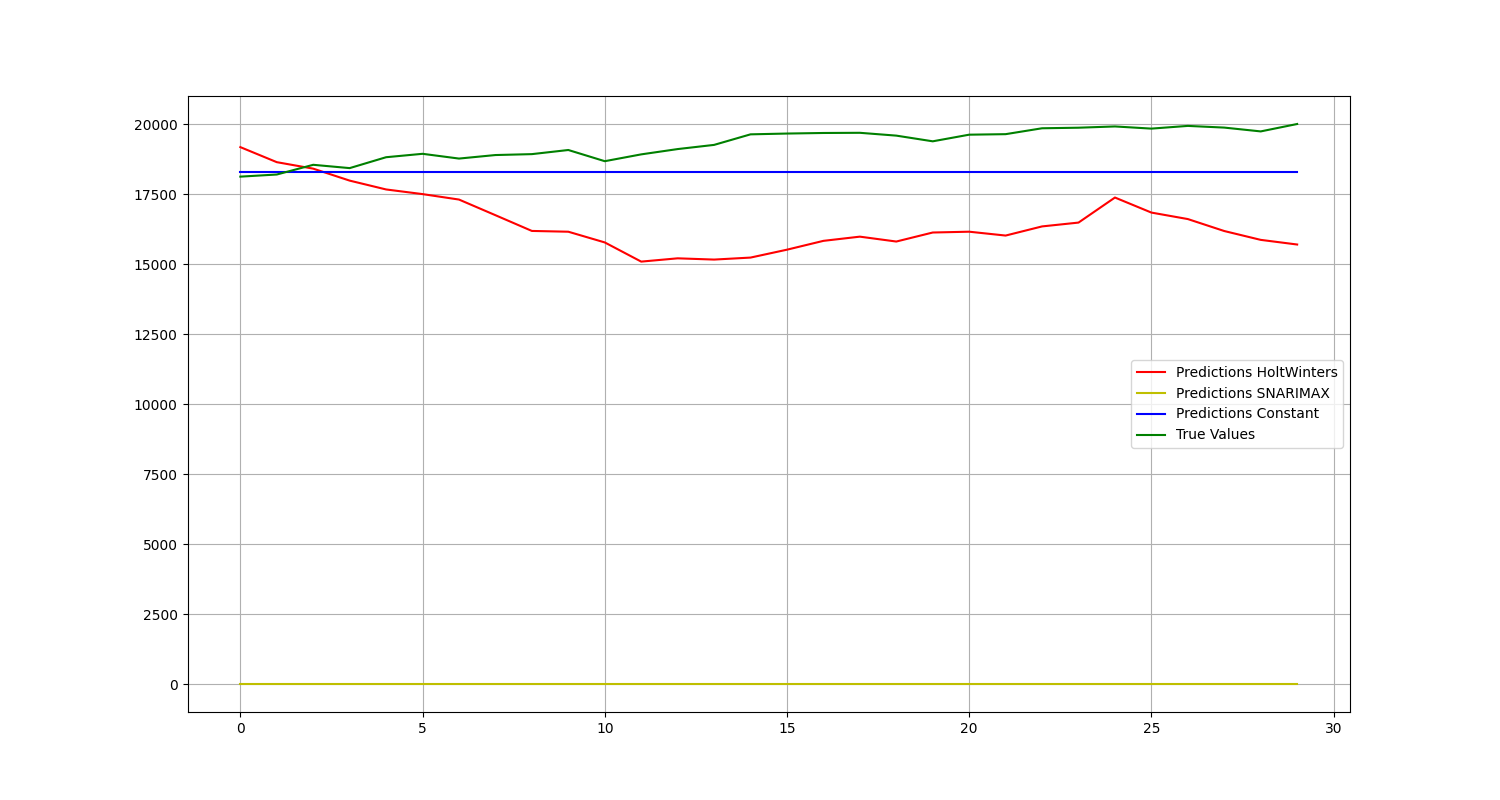 20000
17500
15000
12500
10000
7500
5000
2500
0
0 5 10 15 20 25 30
Predictions HoltWinters
Predictions SNARIMAX
Predictions Constant
True Values